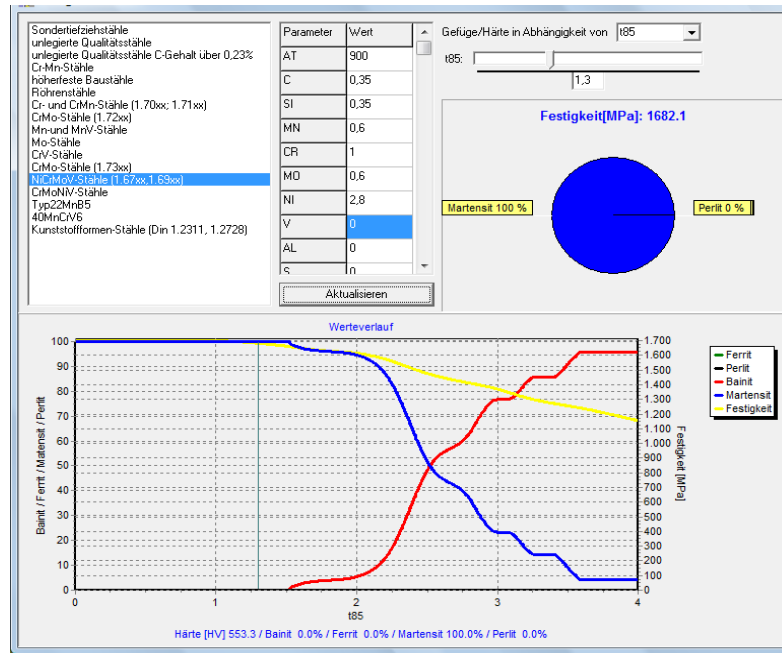 Sondertiefziehstähle
unlegierte Qualitätsstähle
unlegierte Qualitätsstähle C-Gehalt über 0,23%
Cr-Mn-Stähle
höherfeste Baustähle
Röhrenstähle
Cr- und CrMn-Stähle (1.70xx; 1.71xx)
CrMo-Stähle (1.72xx)
Mn-und MnV-Stähle
Mo-Stähle
CrV-Stähle
CrMo-Stähle (1.73xx)
NiCrMoV-Stähle (1.67xx,1.69xx)
CrMoNiV-Stähle
Typ22MnB5
40MnCrV6
Kunststoffformen-Stähle (Din 1.2311, 1.2728)
Parameter Wert
AT 900
C 0,35
SI 0,35
MN 0,6
CR 1
MO 0,6
NI 2,8
V 0
AL 0
S 0
Aktualisieren
Gefüge/Härte in Abhängigkeit von t85
t85:
1,3
Festigkeit[MPa]: 1682.1
Martensit 100 %
Perlit 0 %
Werteverlauf
Bainit / Ferrit / Matensit / Perlit
100
90
80
70
60
50
40
30
20
10
0
1.700
1.600
1.500
1.400
1.300
1.200
1.100
1.000
900
800
700
600
500
400
300
200
100
0
Festigkeit [MPa]
Ferrit
Perlit
Bainit
Martensit
Festigkeit
0 1 2 3 4
t85
Härte [HV] 553.3 / Bainit 0.0% / Ferrit 0.0% / Martensit 100.0% / Perlit 0.0%